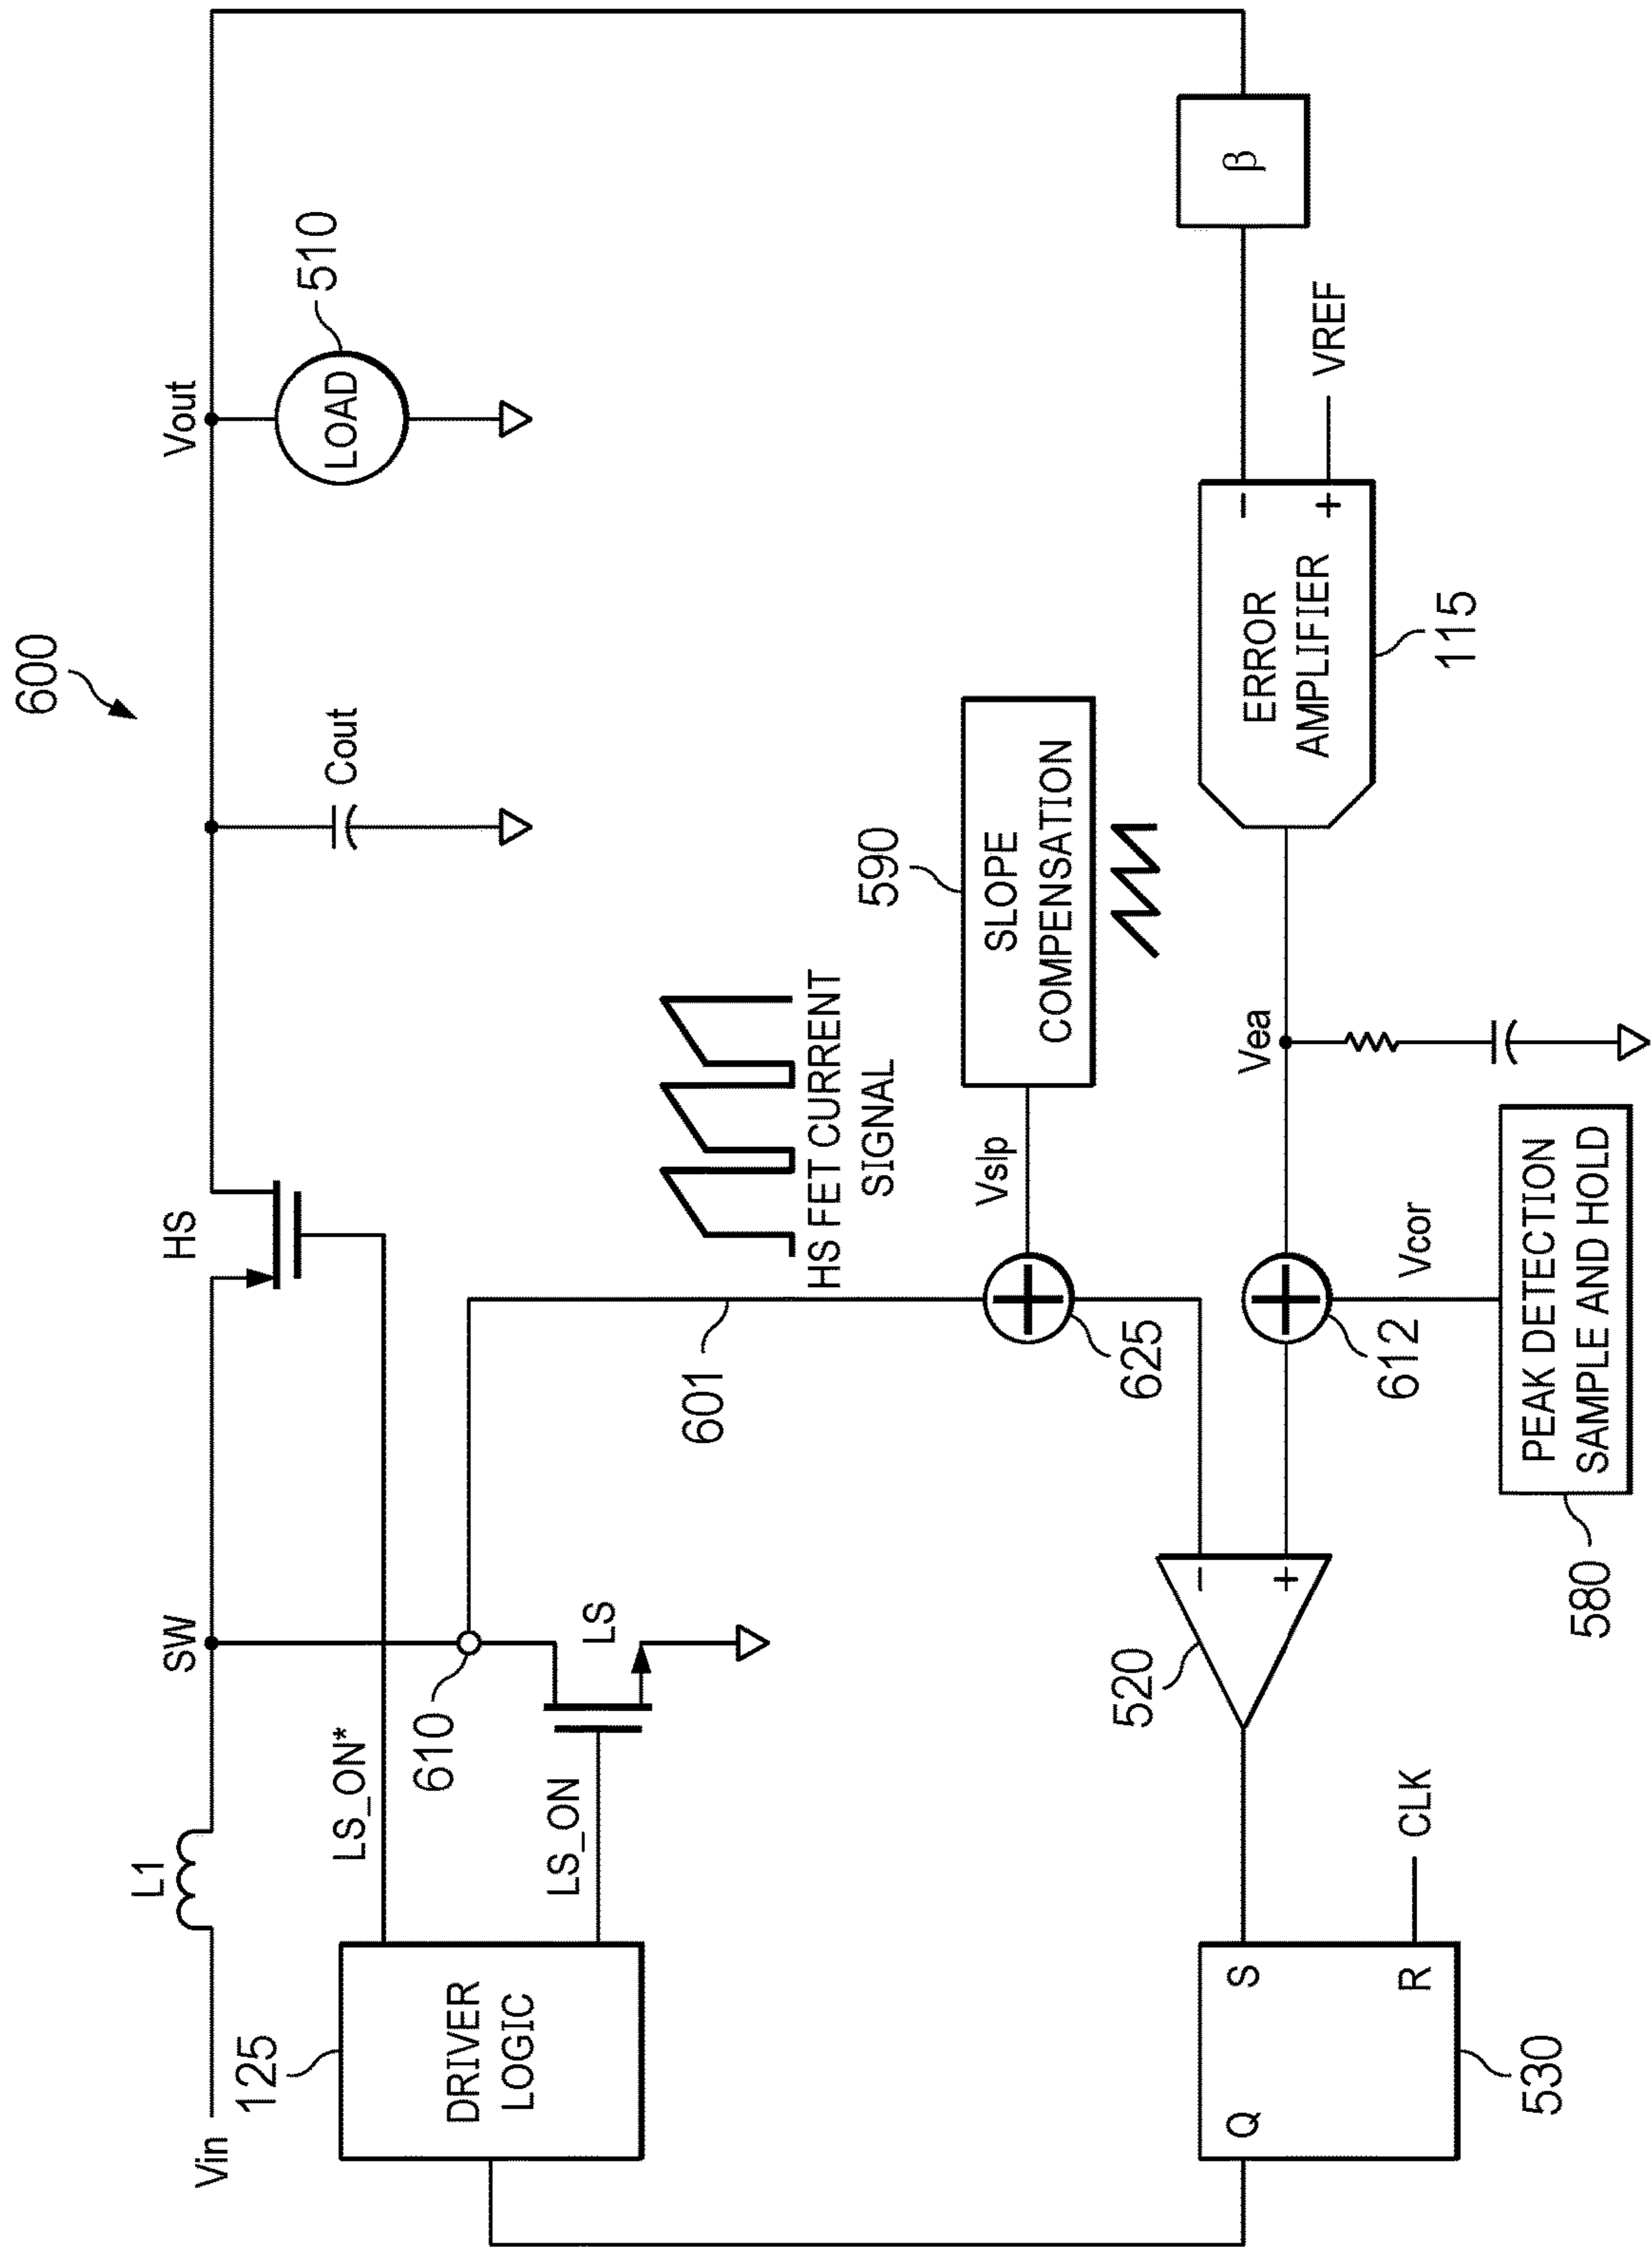 600
Vin
L1
SW
HS
Cout
Vout
LOAD
510
125
DRIVER
LOGIC
LS_ON*
LS_ON
610
LS
601
HS FET CURRENT
SIGNAL
590
SLOPE
COMPENSATION
Vslp
625
520
-
+
612
Vcor
Vea
PEAK DETECTION
SAMPLE AND HOLD
580
ERROR
AMPLIFIER
-
+
115
VREF
β
Q
S
R
CLK
530